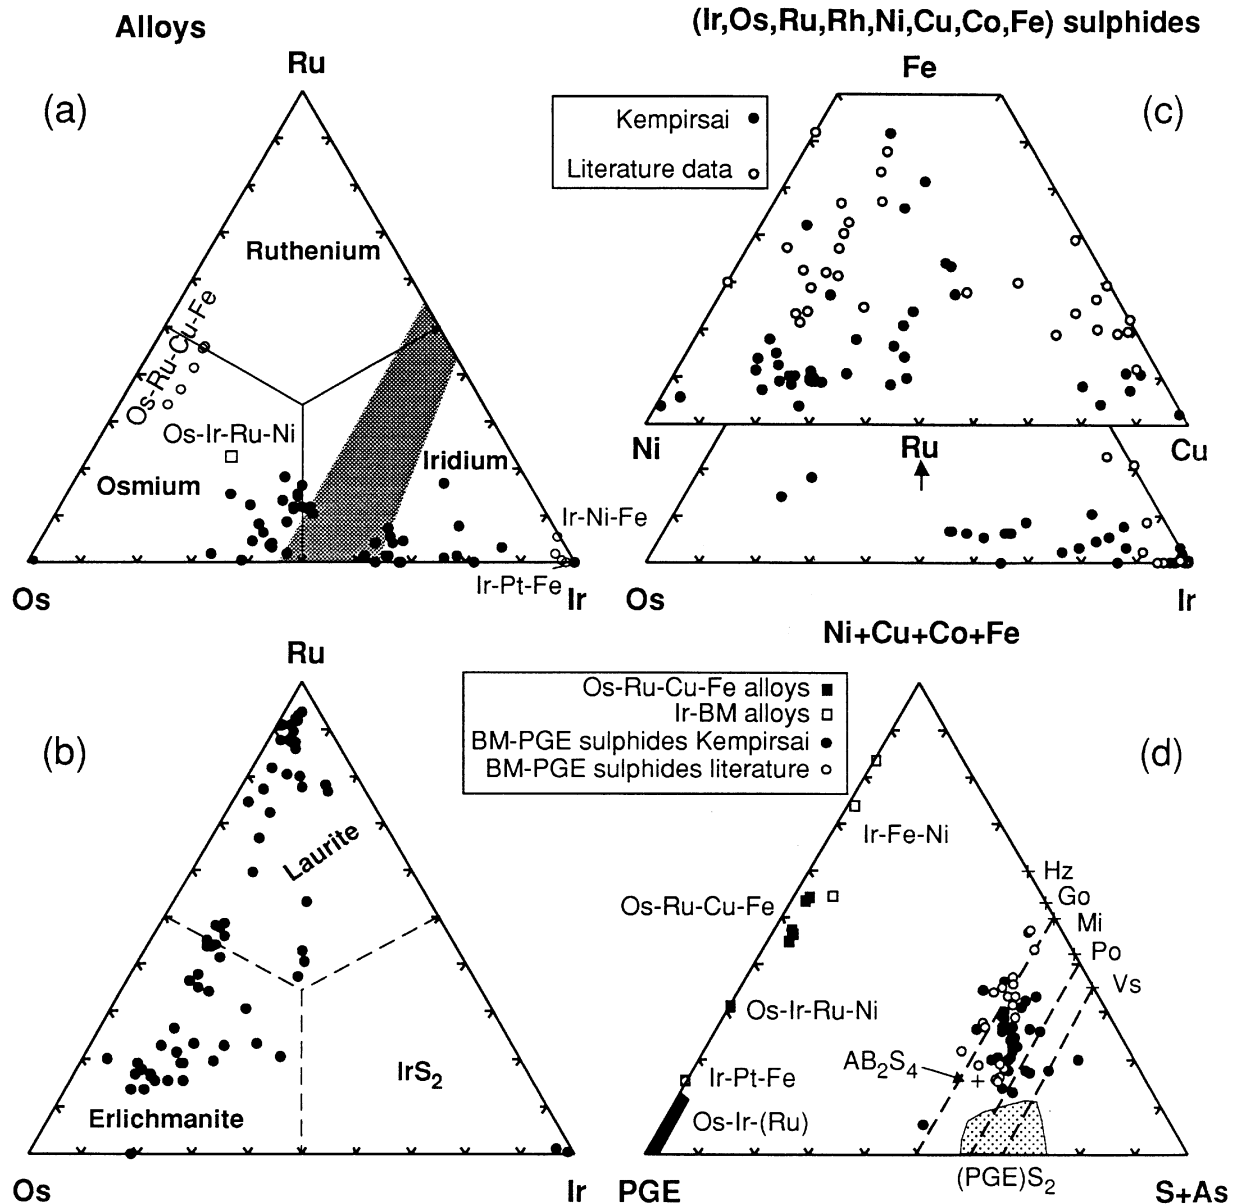 Alloys
(Ir,Os,Ru,Rh,Ni,Cu,Co,Fe) sulphides
Ru
Fe
(a)
(c)
Kempirsai
Literature data
Ruthenium
Os-Ru-Cu-Fe
Os-Ir-Ru-Ni
Osmium
Iridium
Ir-Ni-Fe
Ir-Pt-Fe
Os
Ir
Ni
Ru
Cu
Os
Ir
Ru
Ni+Cu+Co+Fe
(b)
(d)
Os-Ru-Cu-Fe alloys
Ir-BM alloys
BM-PGE sulphides Kempirsai
BM-PGE sulphides literature
Laurite
IrS2
Erlichmanite
Os
Ir
Ir-Fe-Ni
Os-Ru-Cu-Fe
Hz
Go
Mi
Po
Vs
Os-Ir-Ru-Ni
AB2S4
Ir-Pt-Fe
Os-Ir-(Ru)
(PGE)S2
PGE
S+As